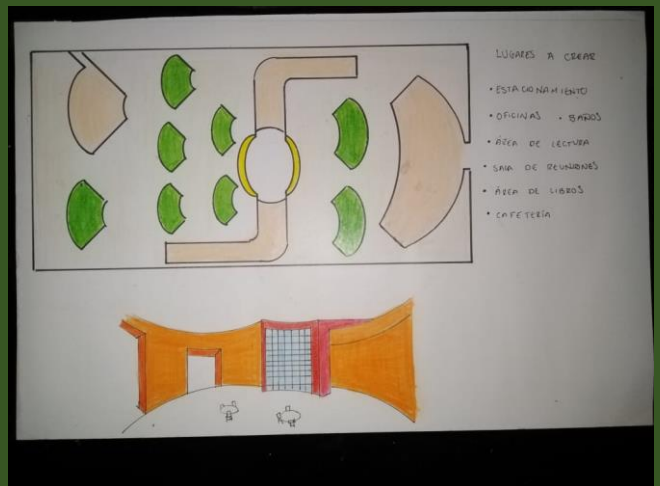 LUGARES A CREAR
• ESTACIONAMIENTO
• OFICINAS • BAÑOS
• ÁREA DE LECTURA
• SALA DE REUNIONES
• ÁREA DE LIBROS
• CAFETERÍA